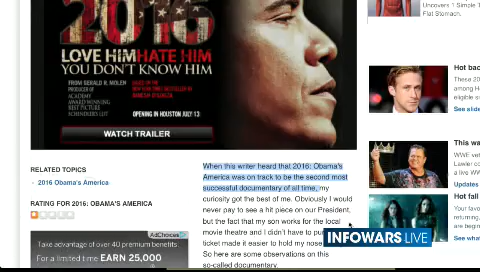 2016
LOVE HIM HATE HIM
YOU DON'T KNOW HIM
FROM GERALD R. MOLEN
PRODUCER OF
ACADEMY
AWARD WINNING
BEST PICTURE
SCHINDLER'S LIST
OPENING IN HOUSTON JULY 13
WATCH TRAILER
RELATED TOPICS
2016 Obama's America
RATING FOR 2016: OBAMA'S AMERICA
AdChoices
Take advantage of over 40 premium benefits.
For a limited time EARN 25,000
When this writer heard that 2016: Obama's
America was on track to be the second most
successful documentary of all time, my
curiosity got the best of me. Obviously I would
never pay to see a hit piece on our President,
but the fact that my son works for the local
movie theatre and I didn't have to pu
ticket made it easier to hold my nose
So here are some observations on this
so-called documentary.
Uncovers 1 Simple T
Flat Stomach.
Hot bac
These 20
among He
eligible s
See slide
This wa
WWE vet
Lawler co
a live WW
Updates
Hot fall
Your favo
returning,
are begin
See what
INFOWARS LIVE